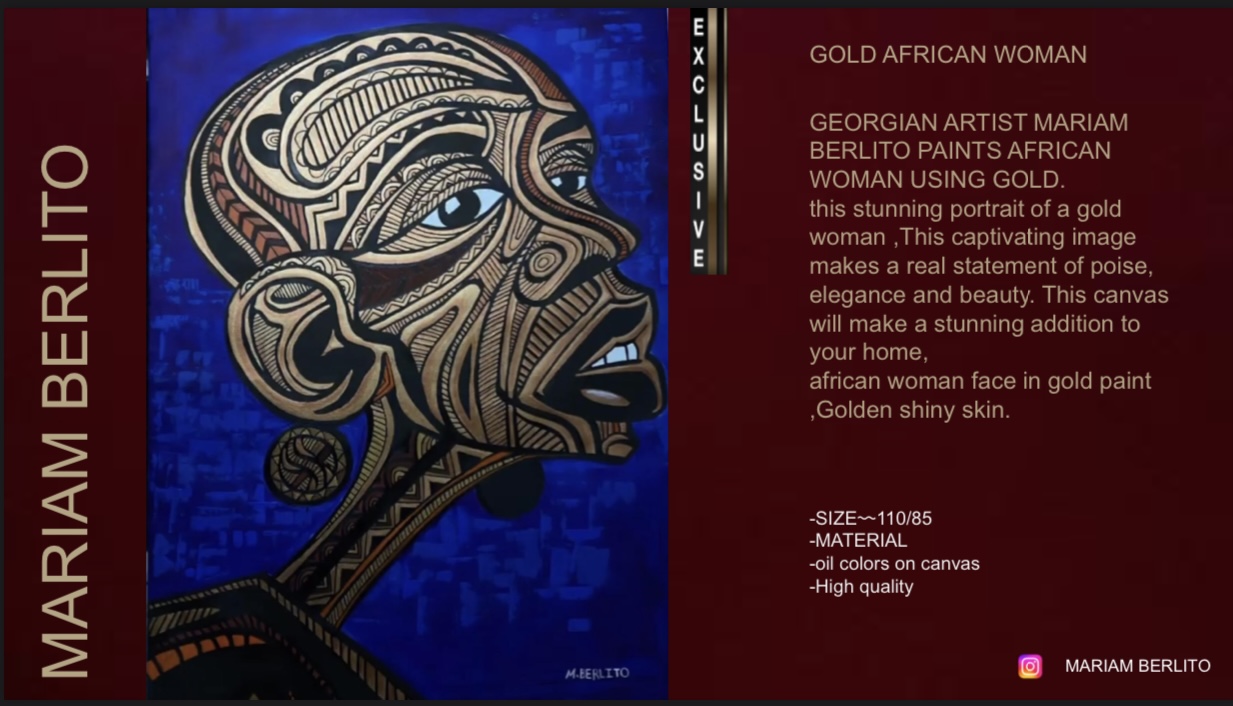 MARIAM BERLITO
M.BERLITO
EXCLUSIVE
GOLD AFRICAN WOMAN
GEORGIAN ARTIST MARIAM
BERLITO PAINTS AFRICAN
WOMAN USING GOLD.
this stunning portrait of a gold
woman ,This captivating image
makes a real statement of poise,
elegance and beauty. This canvas
will make a stunning addition to
your home,
african woman face in gold paint
,Golden shiny skin.
-SIZE~~110/85
-MATERIAL
-oil colors on canvas
-High quality
MARIAM BERLITO